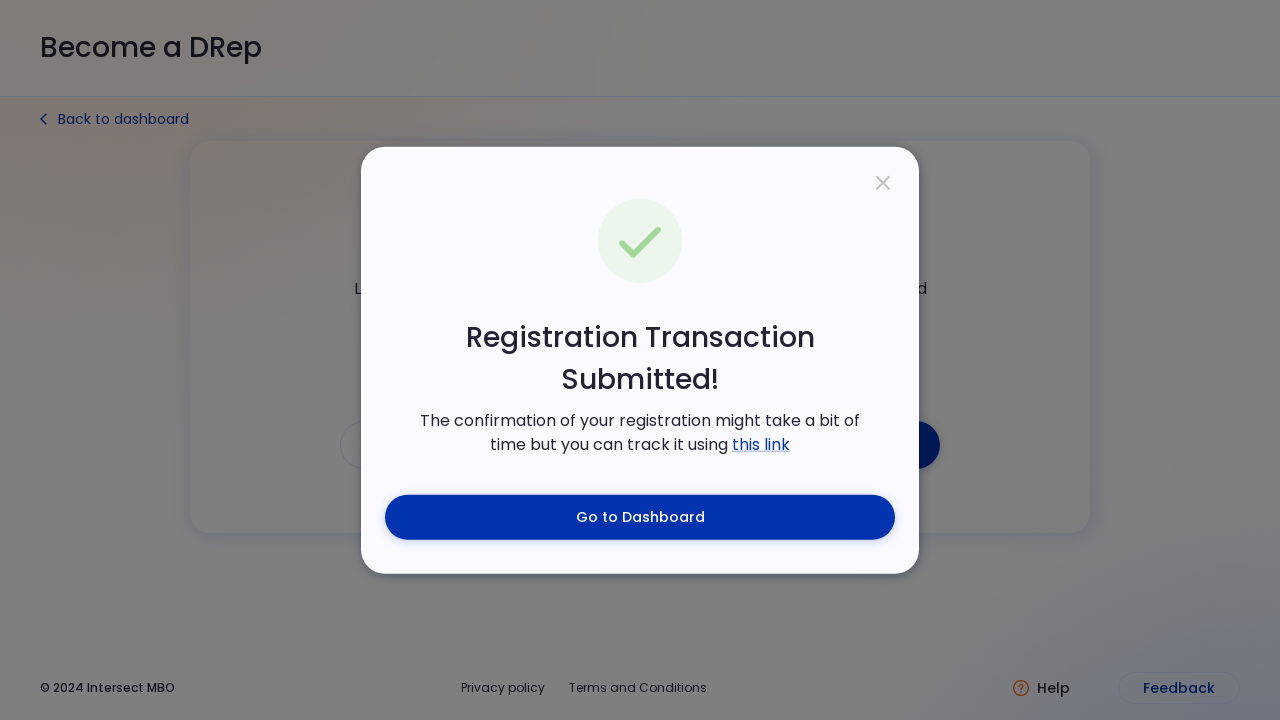 Become a DRep
Back to dashboard
Registration Transaction
Submitted!
The confirmation of your registration might take a bit of
time but you can track it using this link
Go to Dashboard
© 2024 Intersect MBO
Privacy policy
Terms and Conditions
Help
Feedback